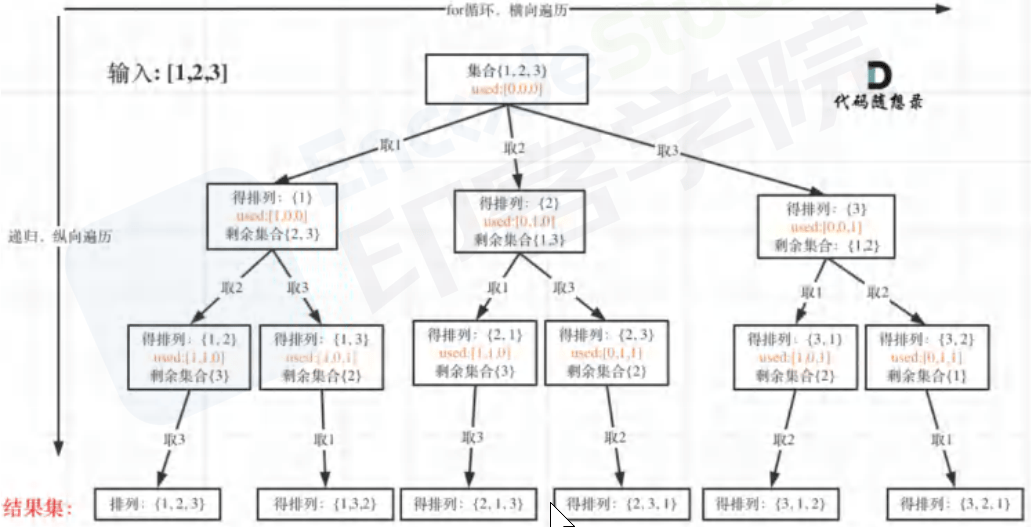 for循环、横向遍历
输入: [1,2,3]
集合{1, 2, 3}
used:[0,0,0]
代码随想录
取1
取2
取3
得排列：{1}
used:[1,0,0]
剩余集合{2, 3}
得排列：{2}
used:[0,1,0]
剩余集合{1,3}
得排列：{3}
used:[0,0,1]
剩余集合：{1,2}
递归、纵向遍历
取2
取3
取1
取3
取1
取2
得排列：{1, 2}
used:[1,1,0]
剩余集合{3}
得排列：{1, 3}
used:[1,0,1]
剩余集合{2}
得排列：{2, 1}
used:[1,1,0]
剩余集合{3}
得排列：{2, 3}
used:[0,1,1]
剩余集合{2}
得排列：{3, 1}
used:[1,0,1]
剩余集合{2}
得排列：{3, 2}
used:[0,1,1]
剩余集合{1}
取3
取1
取3
取2
取2
取1
结果集：
排列：{1, 2, 3}
得排列：{1,3,2}
得排列：{2, 1, 3}
得排列：{2, 3, 1}
得排列：{3, 1, 2}
得排列：{3, 2, 1}